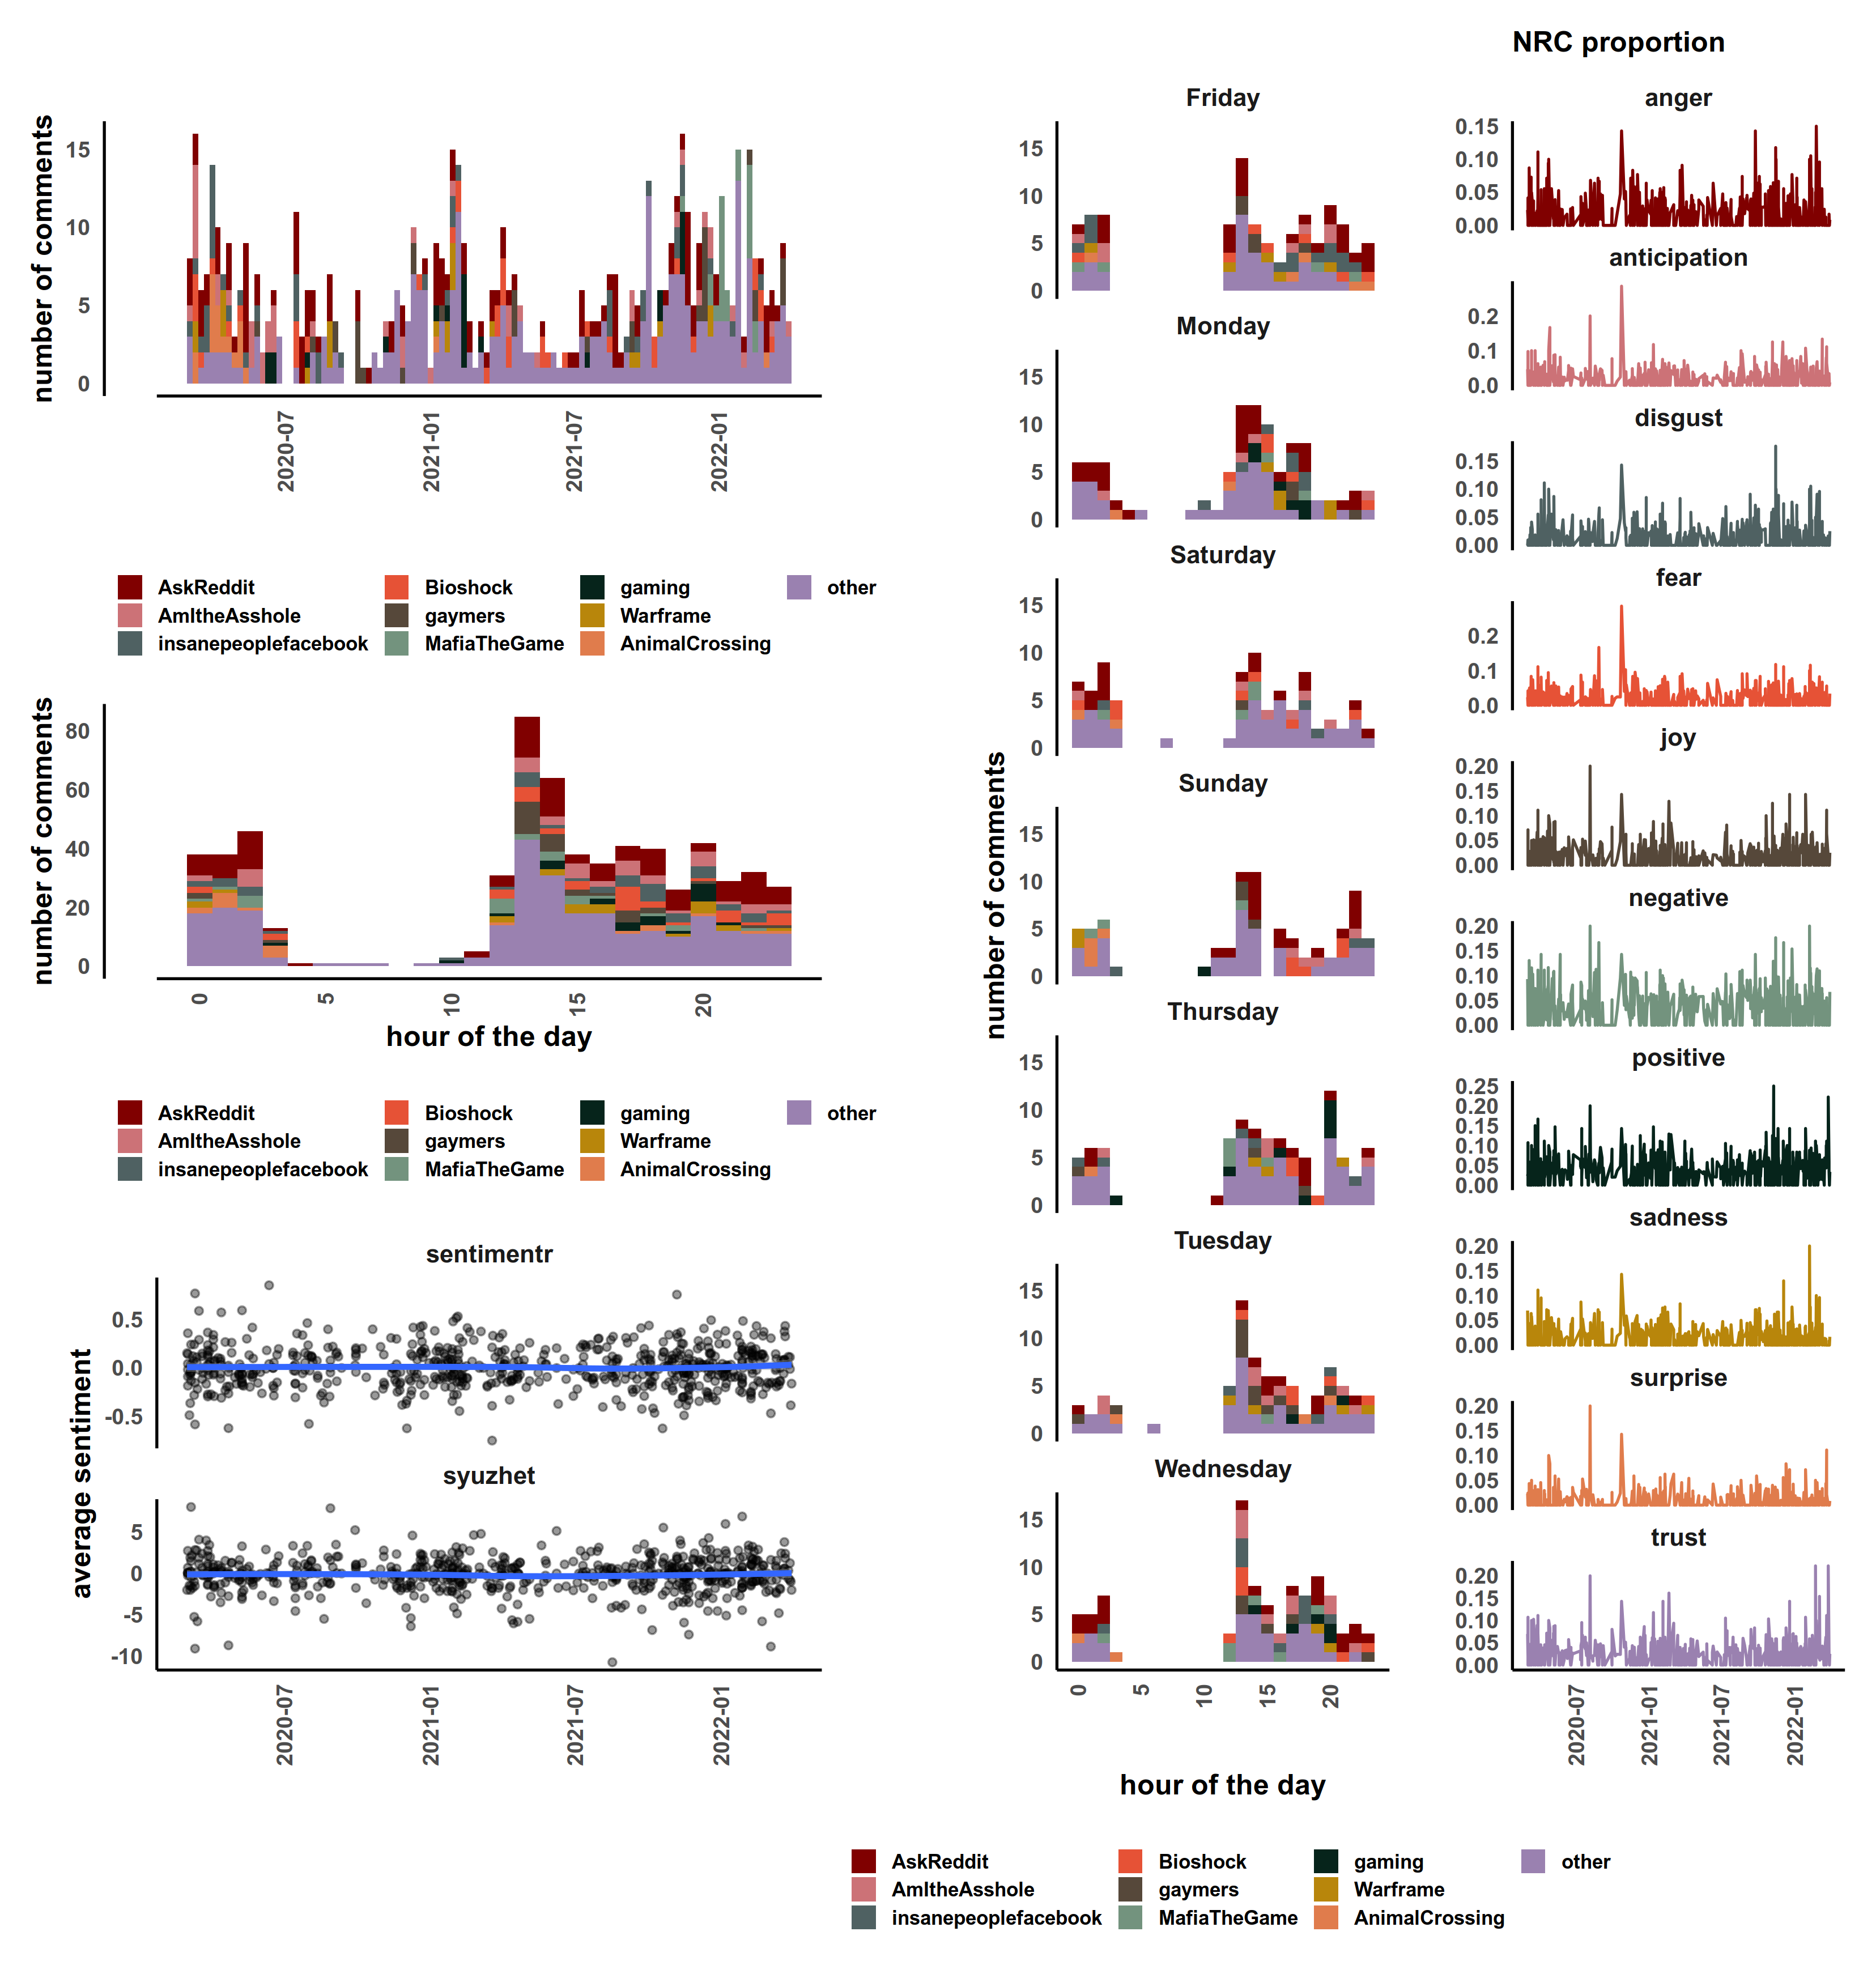 number of comments
15
10
5
0
2020-07
2021-01
2021-07
2022-01
AskReddit
AmItheAsshole
insanepeoplefacebook
Bioshock
gaymers
MafiaTheGame
gaming
Warframe
AnimalCrossing
other
number of comments
80
60
40
20
0
0
5
10
15
20
hour of the day
AskReddit
AmItheAsshole
insanepeoplefacebook
Bioshock
gaymers
MafiaTheGame
gaming
Warframe
AnimalCrossing
other
average sentiment
sentimentr
0.5
0.0
-0.5
syuzhet
5
0
-5
-10
2020-07
2021-01
2021-07
2022-01
number of comments
Friday
15
10
5
0
Monday
15
10
5
0
Saturday
15
10
5
0
Sunday
15
10
5
0
Thursday
15
10
5
0
Tuesday
15
10
5
0
Wednesday
15
10
5
0
0
5
10
15
20
hour of the day
AskReddit
AmItheAsshole
insanepeoplefacebook
Bioshock
gaymers
MafiaTheGame
gaming
Warframe
AnimalCrossing
other
NRC proportion
anger
0.15
0.10
0.05
0.00
anticipation
0.2
0.1
0.0
disgust
0.15
0.10
0.05
0.00
fear
0.2
0.1
0.0
joy
0.20
0.15
0.10
0.05
0.00
negative
0.20
0.15
0.10
0.05
0.00
positive
0.25
0.20
0.15
0.10
0.05
0.00
sadness
0.20
0.15
0.10
0.05
0.00
surprise
0.20
0.15
0.10
0.05
0.00
trust
0.20
0.15
0.10
0.05
0.00
2020-07
2021-01
2021-07
2022-01